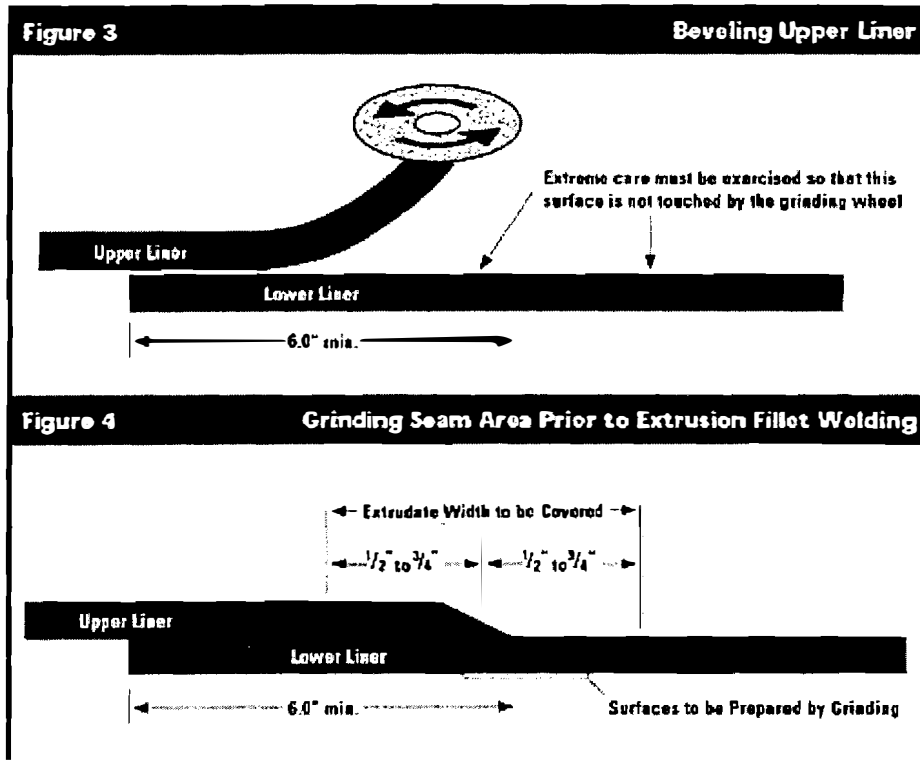 Figure 3
Beveling Upper Liner
Extreme care must be exercised so that this
surface is not touched by the grinding wheel
Upper Liner
Lower Liner
6.0" min.
Figure 4
Grinding Seam Area Prior to Extrusion Fillet Welding
Extrudate Width to be Covered
1/2" to 3/4"
1/2" to 3/4"
Upper Liner
Lower Liner
6.0" min.
Surfaces to be Prepared by Grinding